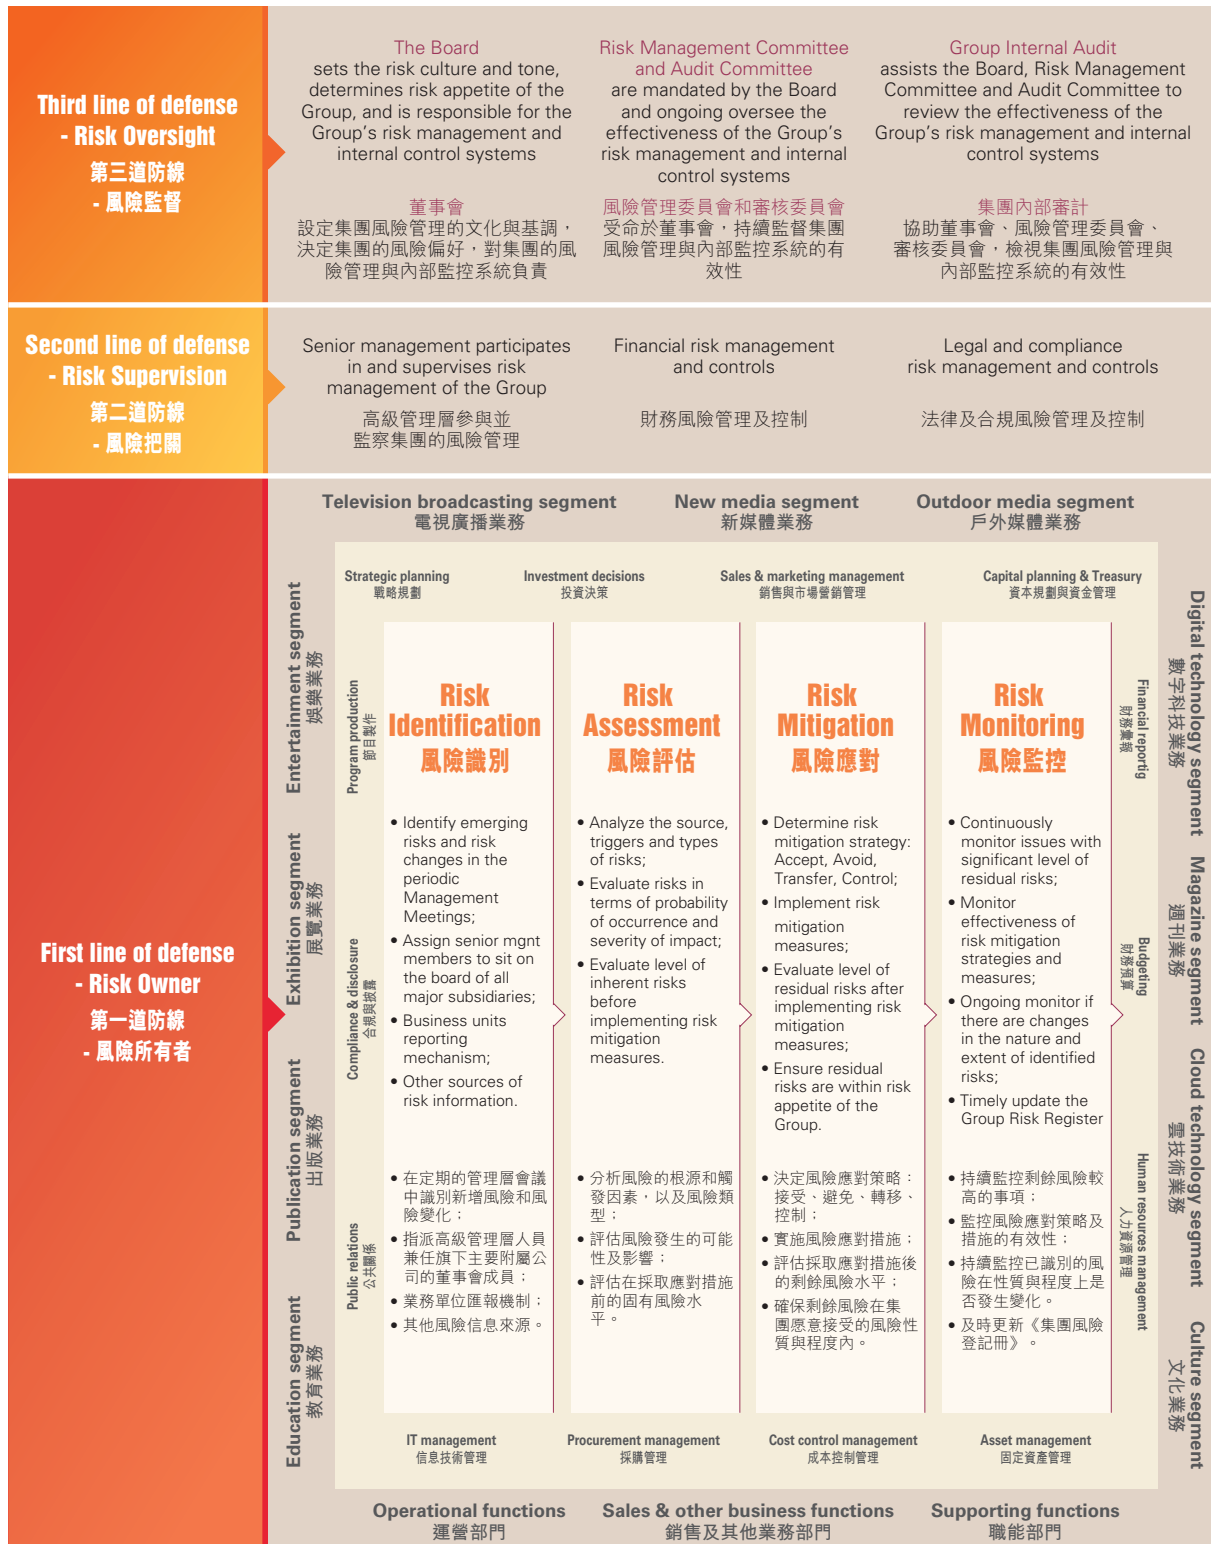 Third line of defense
- Risk Oversight
第三道防線
- 風險監督
The Board
sets the risk culture and tone,
determines risk appetite of the
Group, and is responsible for the
Group's risk management and
internal control systems
董事會
設定集團風險管理的文化與基調，
決定集團的風險偏好，對集團的風
險管理與內部監控系統負責
Risk Management Committee
and Audit Committee
are mandated by the Board
and ongoing oversee the
effectiveness of the Group's
risk management and internal
control systems
風險管理委員會和審核委員會
受命於董事會，持續監督集團
風險管理與內部監控系統的有
效性
Group Internal Audit
assists the Board, Risk Management
Committee and Audit Committee to
review the effectiveness of the
Group's risk management and internal
control systems
集團內部審計
協助董事會、風險管理委員會、
審核委員會，檢視集團風險管理與
內部監控系統的有效性
Second line of defense
- Risk Supervision
第二道防線
- 風險把關
Senior management participates
in and supervises risk
management of the Group
高級管理層參與並
監察集團的風險管理
Financial risk management
and controls
財務風險管理及控制
Legal and compliance
risk management and controls
法律及合規風險管理及控制
First line of defense
- Risk Owner
第一道防線
- 風險所有者
Television broadcasting segment
電視廣播業務
New media segment
新媒體業務
Outdoor media segment
戶外媒體業務
Entertainment segment
娛樂業務
Exhibition segment
展覽業務
Publication segment
出版業務
Education segment
教育業務
Strategic planning
戰略規劃
Investment decisions
投資決策
Sales & marketing management
銷售與市場營銷管理
Capital planning & Treasury
資本規劃與資金管理
Program production
節目製作
Compliance & disclosure
合規與披露
Public relations
公共關係
Risk
Identification
風險識別
• Identify emerging
risks and risk
changes in the
periodic
Management
Meetings;
• Assign senior mgnt
members to sit on
the board of all
major subsidiaries;
• Business units
reporting
mechanism;
• Other sources of
risk information.
• 在定期的管理層會議
中識別新增風險和風
險變化；
• 指派高級管理層人員
兼任旗下主要附屬公
司的董事會成員；
• 業務單位匯報機制；
• 其他風險信息來源。
Risk
Assessment
風險評估
• Analyze the source,
triggers and types
of risks;
• Evaluate risks in
terms of probability
of occurrence and
severity of impact;
• Evaluate level of
inherent risks
before
implementing risk
mitigation
measures.
• 分析風險的根源和觸
發因素，以及風險類
型；
• 評估風險發生的可能
性及影響；
• 評估在採取應對措施
前的固有風險水
平。
Risk
Mitigation
風險應對
• Determine risk
mitigation strategy:
Accept, Avoid,
Transfer, Control;
• Implement risk
mitigation
measures;
• Evaluate level of
residual risks after
implementing risk
mitigation
measures;
• Ensure residual
risks are within risk
appetite of the
Group.
• 決定風險應對策略：
接受、避免、轉移、
控制；
• 實施風險應對措施；
• 評估採取應對措施後
的剩餘風險水平；
• 確保剩餘風險在集
團愿意接受的風險性
質與程度內。
Risk
Monitoring
風險監控
• Continuously
monitor issues with
significant level of
residual risks;
• Monitor
effectiveness of
risk mitigation
strategies and
measures;
• Ongoing monitor if
there are changes
in the nature and
extent of identified
risks;
• Timely update the
Group Risk Register
• 持續監控剩餘風險較
高的事項；
• 監控風險應對策略及
措施的有效性；
• 持續監控已識別的風
險在性質與程度上是
否發生變化。
• 及時更新《集團風險
登記冊》。
Financial reportig
財務彙報
Budgeting
財務預算
Human resources management
人力資源管理
Digital technology segment
數字科技業務
Magazine segment
週刊業務
Cloud technology segment
雲技術業務
Culture segment
文化業務
IT management
信息技術管理
Procurement management
採購管理
Cost control management
成本控制管理
Asset management
固定資產管理
Operational functions
運營部門
Sales & other business functions
銷售及其他業務部門
Supporting functions
職能部門